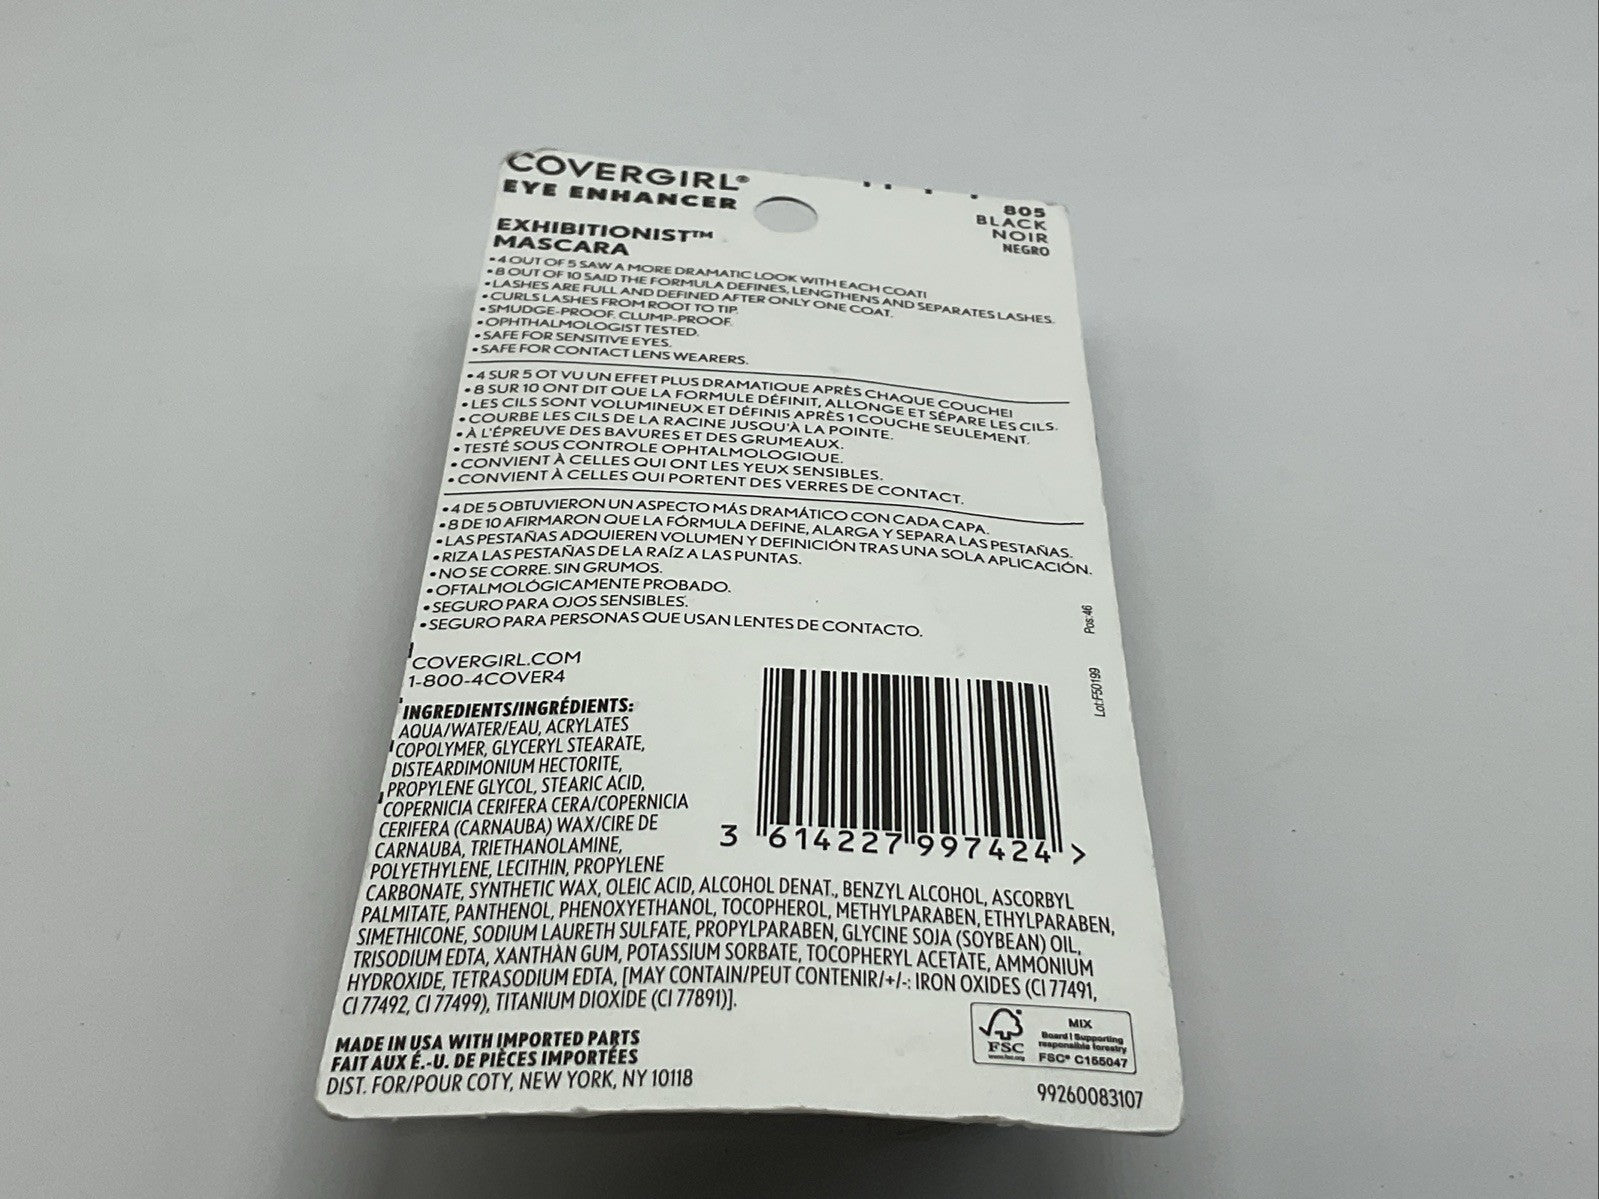 COVERGIRL®
EYE ENHANCER
805
BLACK
NOIR
NEGRO
EXHIBITIONIST™
MASCARA
• 4 OUT OF 5 SAW A MORE DRAMATIC LOOK WITH EACH COAT!
• 8 OUT OF 10 SAID THE FORMULA DEFINES, LENGTHENS AND SEPARATES LASHES.
• LASHES ARE FULL AND DEFINED AFTER ONLY ONE COAT.
• CURLS LASHES FROM ROOT TO TIP.
• SMUDGE-PROOF. CLUMP-PROOF.
• OPHTHALMOLOGIST TESTED.
• SAFE FOR SENSITIVE EYES.
• SAFE FOR CONTACT LENS WEARERS.
• 4 SUR 5 OT VU UN EFFET PLUS DRAMATIQUE APRÈS CHAQUE COUCHE!
• 8 SUR 10 ONT DIT QUE LA FORMULE DÉFINIT, ALLONGE ET SÉPARE LES CILS.
• LES CILS SONT VOLUMINEUX ET DÉFINIS APRÈS 1 COUCHE SEULEMENT.
• COURBE LES CILS DE LA RACINE JUSQU'À LA POINTE.
• À L'ÉPREUVE DES BAVURES ET DES GRUMEAUX.
• TESTÉ SOUS CONTROLE OPHTALMOLOGIQUE.
• CONVIENT À CELLES QUI ONT LES YEUX SENSIBLES.
• CONVIENT À CELLES QUI PORTENT DES VERRES DE CONTACT.
• 4 DE 5 OBTUVIERON UN ASPECTO MÁS DRAMÁTICO CON CADA CAPA.
• 8 DE 10 AFIRMARON QUE LA FÓRMULA DEFINE, ALARGA Y SEPARA LAS PESTAÑAS.
• LAS PESTAÑAS ADQUIEREN VOLUMEN Y DEFINICIÓN TRAS UNA SOLA APLICACIÓN.
• RIZA LAS PESTAÑAS DE LA RAÍZ A LAS PUNTAS.
• NO SE CORRE. SIN GRUMOS.
• OFTALMOLÓGICAMENTE PROBADO.
• SEGURO PARA OJOS SENSIBLES.
• SEGURO PARA PERSONAS QUE USAN LENTES DE CONTACTO.
Pos:46
Lot:F50199
COVERGIRL.COM
1-800-4COVER4
INGREDIENTS/INGRÉDIENTS:
AQUA/WATER/EAU, ACRYLATES
COPOLYMER, GLYCERYL STEARATE,
DISTEARDIMONIUM HECTORITE,
PROPYLENE GLYCOL, STEARIC ACID,
COPERNICIA CERIFERA CERA/COPERNICIA
CERIFERA (CARNAUBA) WAX/CIRE DE
CARNAUBA, TRIETHANOLAMINE,
POLYETHYLENE, LECITHIN, PROPYLENE
CARBONATE, SYNTHETIC WAX, OLEIC ACID, ALCOHOL DENAT., BENZYL ALCOHOL, ASCORBYL
PALMITATE, PANTHENOL, PHENOXYETHANOL, TOCOPHEROL, METHYLPARABEN, ETHYLPARABEN,
SIMETHICONE, SODIUM LAURETH SULFATE, PROPYLPARABEN, GLYCINE SOJA (SOYBEAN) OIL,
TRISODIUM EDTA, XANTHAN GUM, POTASSIUM SORBATE, TOCOPHERYL ACETATE, AMMONIUM
HYDROXIDE, TETRASODIUM EDTA, [MAY CONTAIN/PEUT CONTENIR/+/-: IRON OXIDES (CI 77491,
CI 77492, CI 77499), TITANIUM DIOXIDE (CI 77891)].
3 614227 997424 >
MADE IN USA WITH IMPORTED PARTS
FAIT AUX É.-U. DE PIÈCES IMPORTÉES
DIST. FOR/POUR COTY, NEW YORK, NY 10118
FSC
www.fsc.org
MIX
Board | Supporting
responsible forestry
FSC® C155047
99260083107